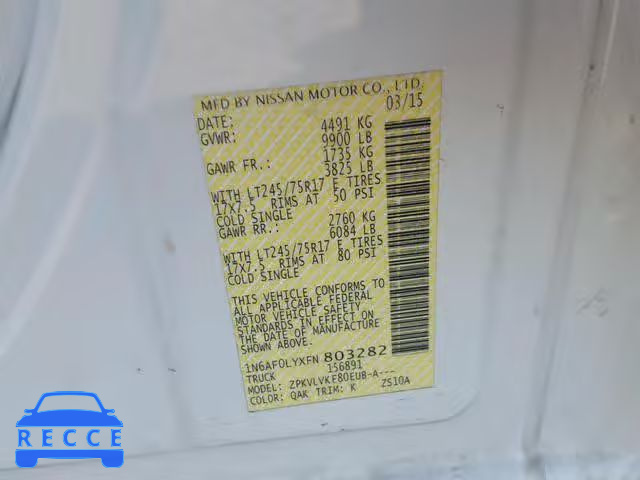 MFD BY NISSAN MOTOR CO., LTD.
DATE: 03/15
GVWR: 4491 KG
9900 LB
GAWR FR.: 1735 KG
3825 LB
WITH LT245/75R17 E TIRES
17X7.5 RIMS AT 50 PSI
COLD SINGLE
GAWR RR.: 2760 KG
6084 LB
WITH LT245/75R17 E TIRES
17X7.5 RIMS AT 80 PSI
COLD SINGLE
THIS VEHICLE CONFORMS TO
ALL APPLICABLE FEDERAL
MOTOR VEHICLE SAFETY
STANDARDS IN EFFECT ON
THE DATE OF MANUFACTURE
SHOWN ABOVE.
1N6AF0LYXFN 803282
TRUCK 156891
MODEL: ZPKVLVKF80EUB-A---
COLOR: QAK TRIM: K ZS10A
RECCE